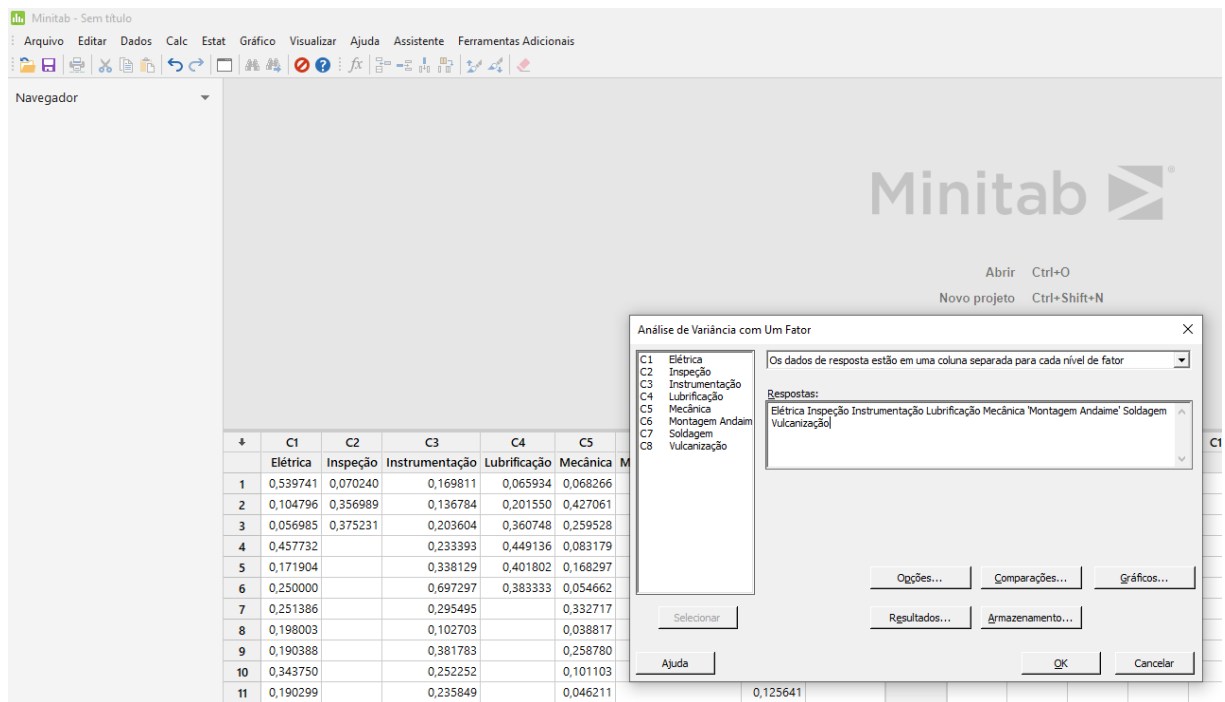 Minitab - Sem título
Arquivo Editar Dados Calc Estat Gráfico Visualizar Ajuda Assistente Ferramentas Adicionais
fx
Navegador
Minitab
Abrir Ctrl+O
Novo projeto Ctrl+Shift+N
Análise de Variância com Um Fator
C1 Elétrica
C2 Inspeção
C3 Instrumentação
C4 Lubrificação
C5 Mecânica
C6 Montagem Andaim
C7 Soldagem
C8 Vulcanização
Os dados de resposta estão em uma coluna separada para cada nível de fator
Respostas:
Elétrica Inspeção Instrumentação Lubrificação Mecânica 'Montagem Andaime' Soldagem
Vulcanização
Opções... Comparações... Gráficos...
Selecionar Resultados... Armazenamento...
Ajuda OK Cancelar
C1 C2 C3 C4 C5 C1
Elétrica Inspeção Instrumentação Lubrificação Mecânica M
1 0,539741 0,070240 0,169811 0,065934 0,068266
2 0,104796 0,356989 0,136784 0,201550 0,427061
3 0,056985 0,375231 0,203604 0,360748 0,259528
4 0,457732 0,233393 0,449136 0,083179
5 0,171904 0,338129 0,401802 0,168297
6 0,250000 0,697297 0,383333 0,054662
7 0,251386 0,295495 0,332717
8 0,198003 0,102703 0,038817
9 0,190388 0,381783 0,258780
10 0,343750 0,252252 0,101103
11 0,190299 0,235849 0,046211 0,125641